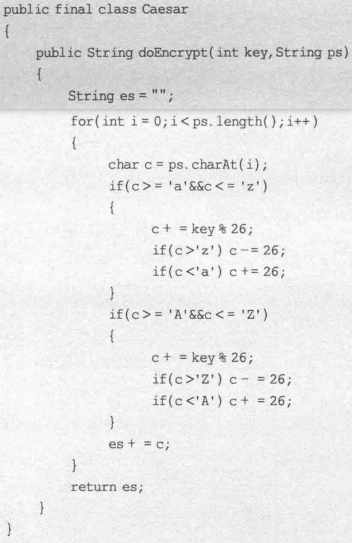 public final class Caesar
{
public String doEncrypt(int key,String ps)
{
String es = "";
for(int i = 0;i<ps.length();i++)
{
char c = ps.charAt(i);
if(c> = 'a'&&c< = 'z')
{
c + = key % 26;
if(c>'z') c -= 26;
if(c<'a') c += 26;
}
if(c> = 'A'&&c< = 'Z')
{
c + = key % 26;
if(c>'Z') c - = 26;
if(c<'A') c + = 26;
}
es + = c;
}
return es;
}
}